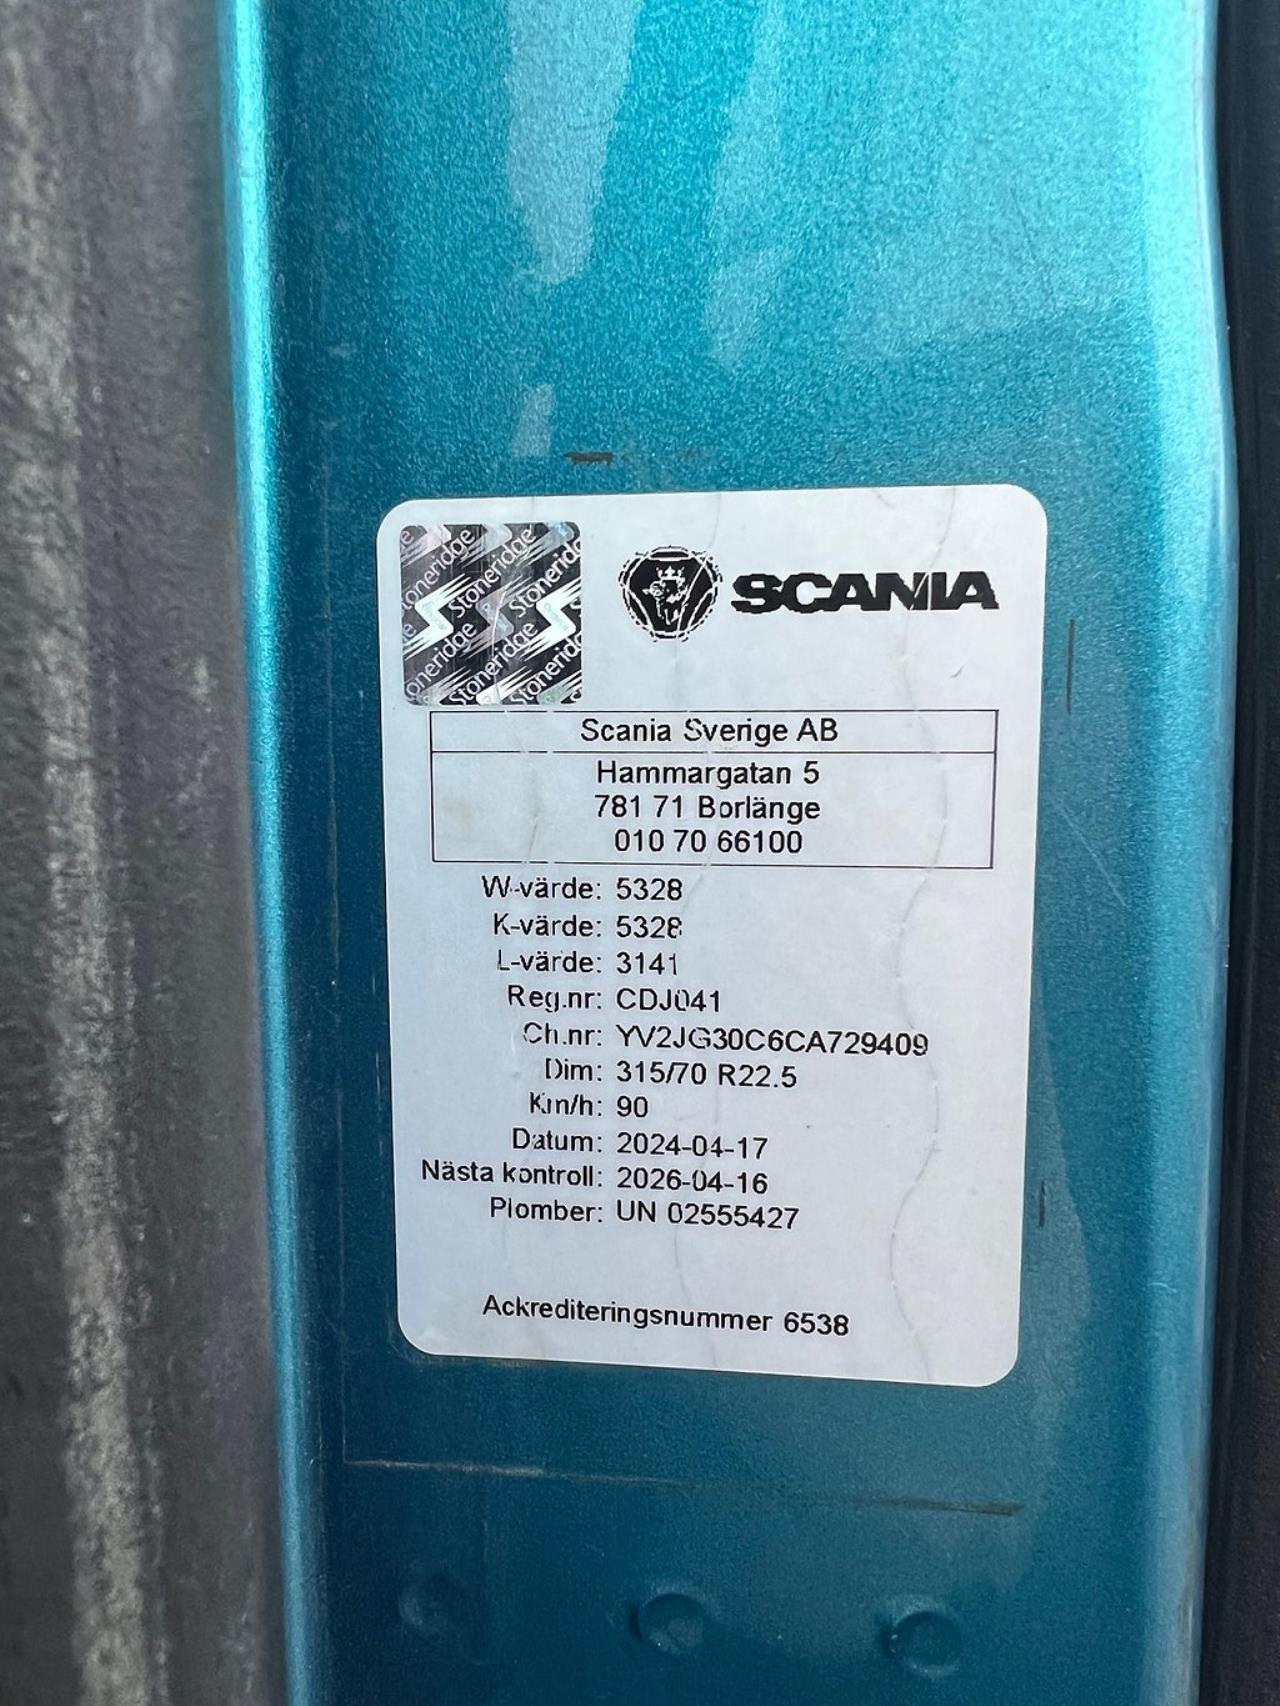 Stoneridge
SCANIA
Scania Sverige AB
Hammargatan 5
781 71 Borlänge
010 70 66100
W-värde: 5328
K-värde: 5328
L-värde: 3141
Reg.nr: CDJ041
Ch.nr: YV2JG30C6CA729409
Dim: 315/70 R22.5
Km/h: 90
Datum: 2024-04-17
Nästa kontroll: 2026-04-16
Plomber: UN 02555427
Ackrediteringsnummer 6538